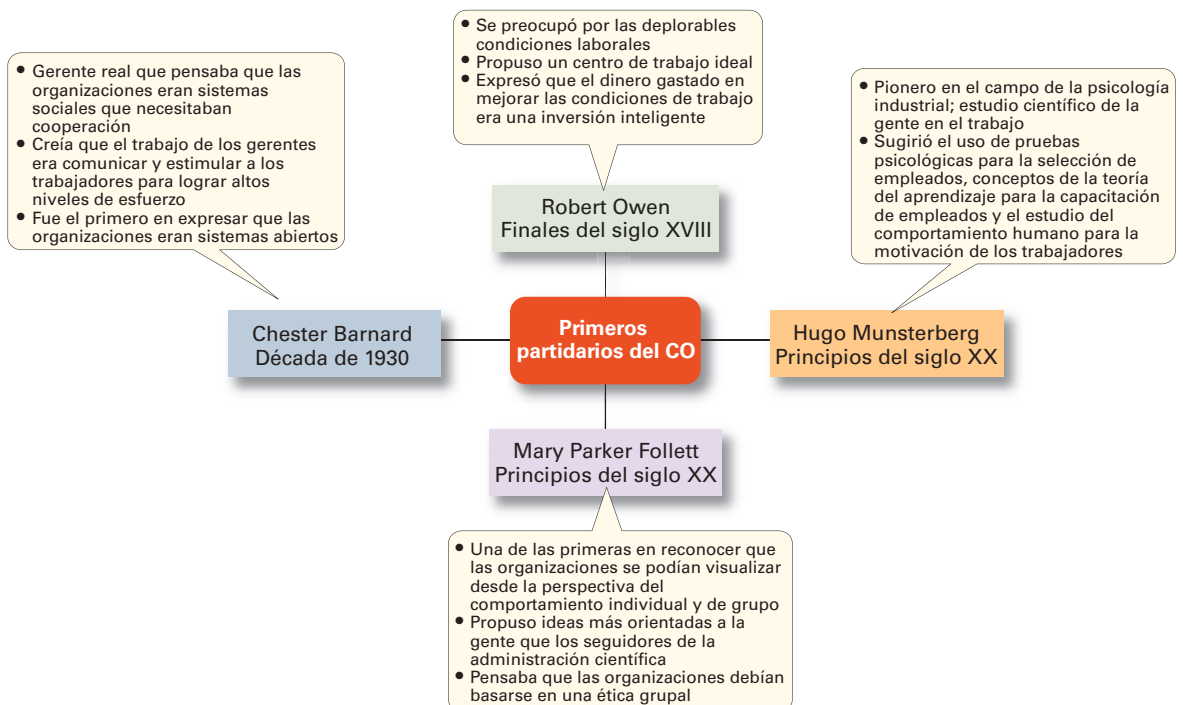 • Se preocupó por las deplorables
condiciones laborales
• Propuso un centro de trabajo ideal
• Expresó que el dinero gastado en
mejorar las condiciones de trabajo
era una inversión inteligente
• Gerente real que pensaba que las
organizaciones eran sistemas
sociales que necesitaban
cooperación
• Creía que el trabajo de los gerentes
era comunicar y estimular a los
trabajadores para lograr altos
niveles de esfuerzo
• Fue el primero en expresar que las
organizaciones eran sistemas abiertos
• Pionero en el campo de la psicología
industrial; estudio científico de la
gente en el trabajo
• Sugirió el uso de pruebas
psicológicas para la selección de
empleados, conceptos de la teoría
del aprendizaje para la capacitación
de empleados y el estudio del
comportamiento humano para la
motivación de los trabajadores
Robert Owen
Finales del siglo XVIII
Chester Barnard
Década de 1930
Primeros
partidarios del CO
Hugo Munsterberg
Principios del siglo XX
Mary Parker Follett
Principios del siglo XX
• Una de las primeras en reconocer que
las organizaciones se podían visualizar
desde la perspectiva del
comportamiento individual y de grupo
• Propuso ideas más orientadas a la
gente que los seguidores de la
administración científica
• Pensaba que las organizaciones debían
basarse en una ética grupal